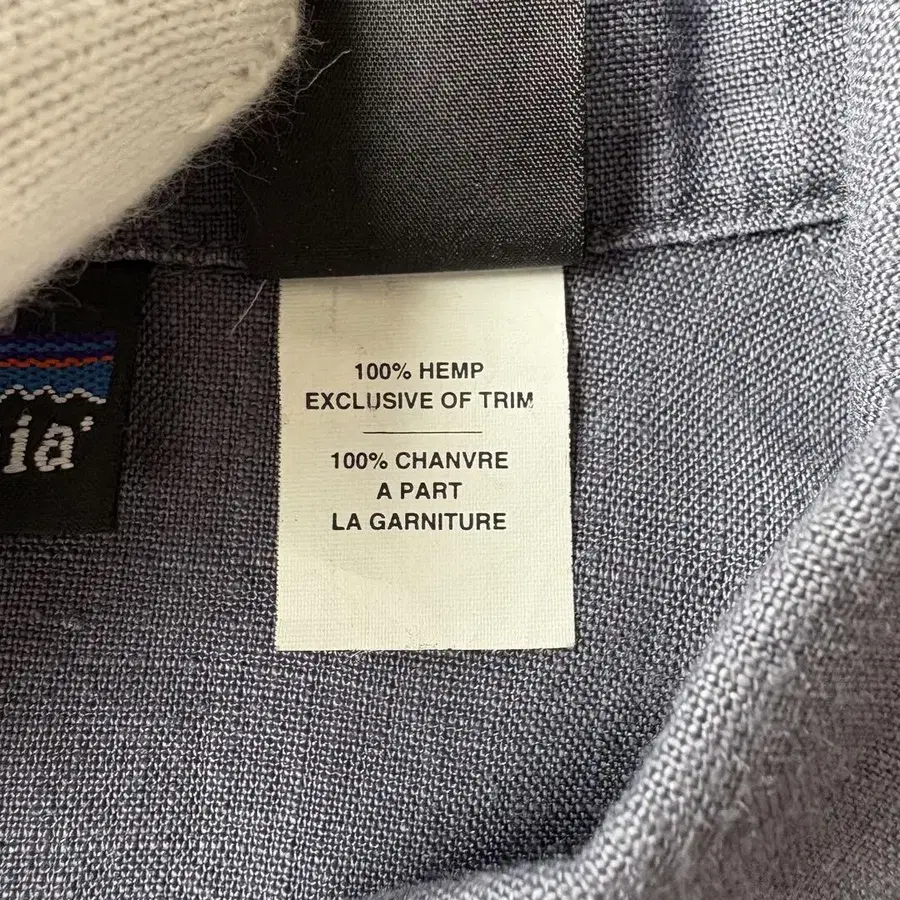 100% HEMP
EXCLUSIVE OF TRIM
100% CHANVRE
A PART
LA GARNITURE